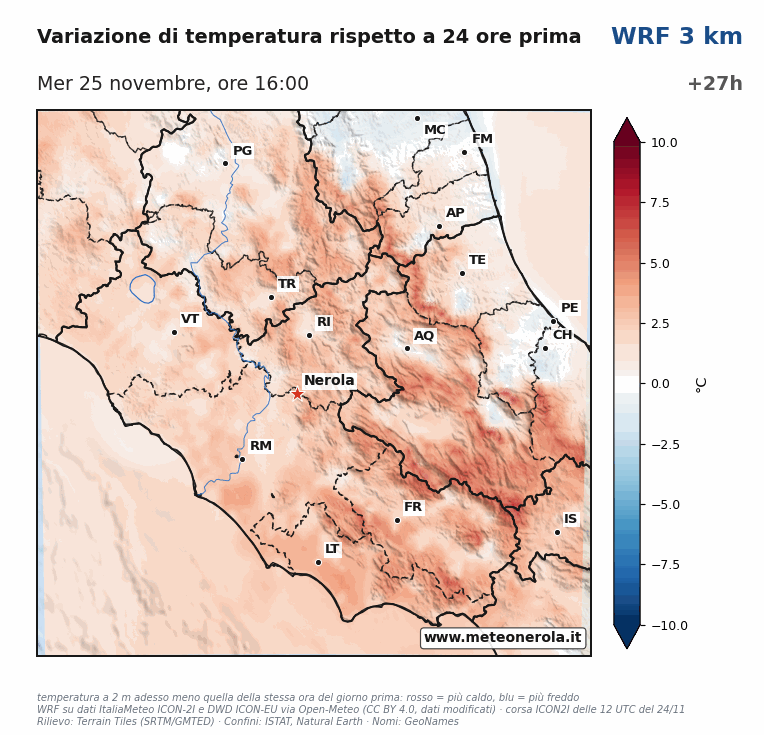 Variazione di temperatura rispetto a 24 ore prima
WRF 3 km
Mer 25 novembre, ore 16:00
+27h
MC
FM
PG
AP
TE
TR
PE
VT
RI
AQ
CH
Nerola
RM
FR
IS
LT
www.meteonerola.it
10.0
7.5
5.0
2.5
0.0
−2.5
−5.0
−7.5
−10.0
°C
temperatura a 2 m adesso meno quella della stessa ora del giorno prima: rosso = più caldo, blu = più freddo
WRF su dati ItaliaMeteo ICON-2I e DWD ICON-EU via Open-Meteo (CC BY 4.0, dati modificati) · corsa ICON2I delle 12 UTC del 24/11
Rilievo: Terrain Tiles (SRTM/GMTED) · Confini: ISTAT, Natural Earth · Nomi: GeoNames